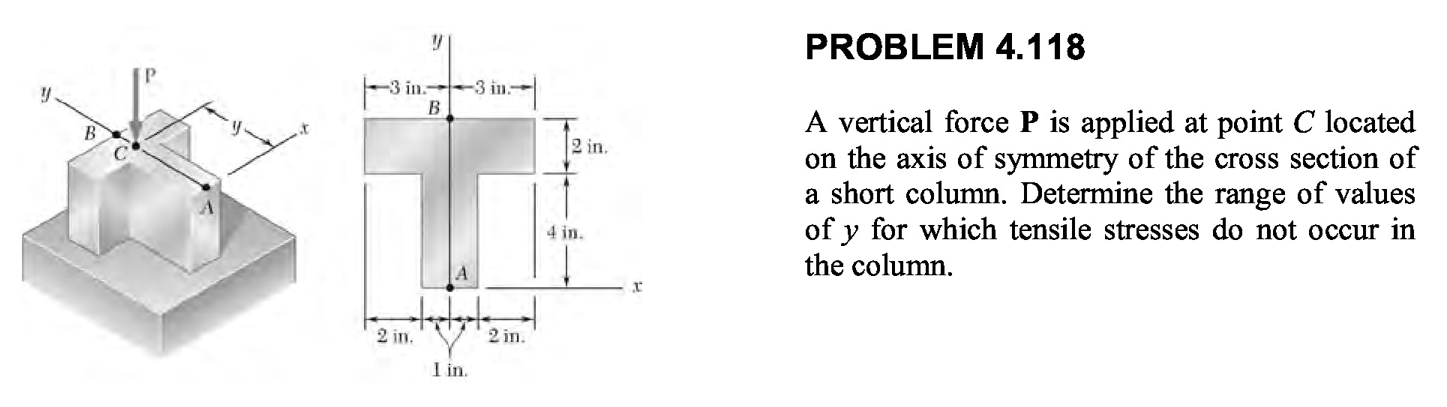 P
y
B
C
y
x
A
y
3 in. 3 in.
B
2 in.
4 in.
A
x
2 in. 2 in.
1 in.
PROBLEM 4.118
A vertical force P is applied at point C located
on the axis of symmetry of the cross section of
a short column. Determine the range of values
of y for which tensile stresses do not occur in
the column.